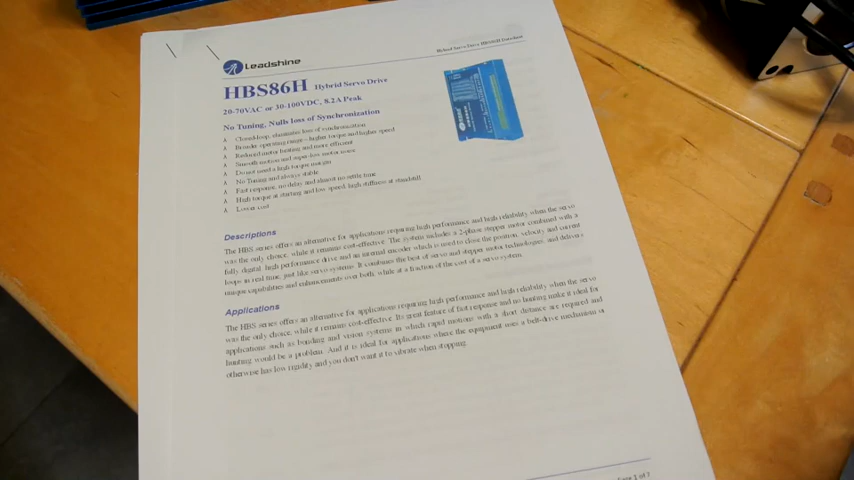 Leadshine
Hybrid Servo Drive HBS86H Datasheet
HBS86H Hybrid Servo Drive
20-70VAC or 30-100VDC, 8.2A Peak
No Tuning, Nulls loss of Synchronization
Closed-loop, eliminates loss of synchronization
Broader operating range – higher torque and higher speed
Reduced motor heating and more efficient
Smooth motion and super-low motor noise
Do not need a high torque margin
No Tuning and always stable
Fast response, no delay and almost no settle time
High torque at starting and low speed, high stiffness at standstill
Lower cost
Descriptions
The HBS series offers an alternative for applications requiring high performance and high reliability when the servo
was the only choice, while it remains cost-effective. The system includes a 2-phase stepper motor combined with a
fully digital, high performance drive and an internal encoder which is used to close the position, velocity and current
loops in real time, just like servo systems. It combines the best of servo and stepper motor technologies, and delivers
unique capabilities and enhancements over both, while at a fraction of the cost of a servo system.
Applications
The HBS series offers an alternative for applications requiring high performance and high reliability when the servo
was the only choice, while it remains cost-effective. Its great feature of fast response and no hunting make it ideal for
applications such as bonding and vision systems in which rapid motions with a short distance are required and
hunting would be a problem. And it is ideal for applications where the equipment uses a belt-drive mechanism or
otherwise has low rigidity and you don't want it to vibrate when stopping.